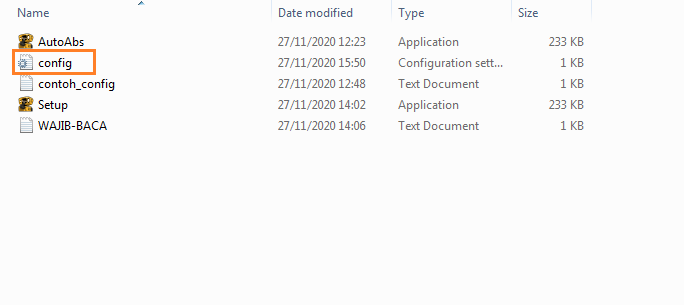 Name Date modified Type Size
AutoAbs 27/11/2020 12:23 Application 233 KB
config 27/11/2020 15:50 Configuration sett... 1 KB
contoh_config 27/11/2020 12:48 Text Document 1 KB
Setup 27/11/2020 14:02 Application 233 KB
WAJIB-BACA 27/11/2020 14:06 Text Document 1 KB